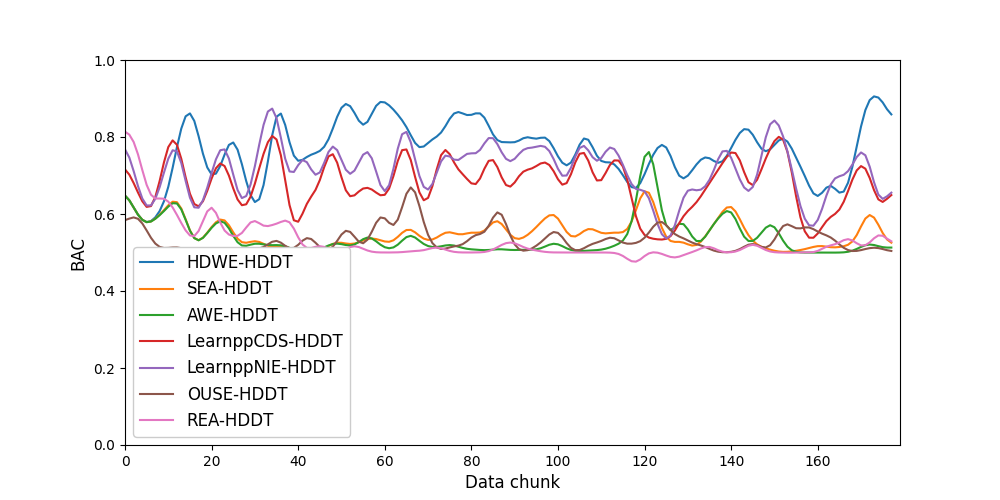 1.0
0.8
0.6
0.4
0.2
0.0
BAC
HDWE-HDDT
SEA-HDDT
AWE-HDDT
LearnppCDS-HDDT
LearnppNIE-HDDT
OUSE-HDDT
REA-HDDT
0 20 40 60 80 100 120 140 160
Data chunk